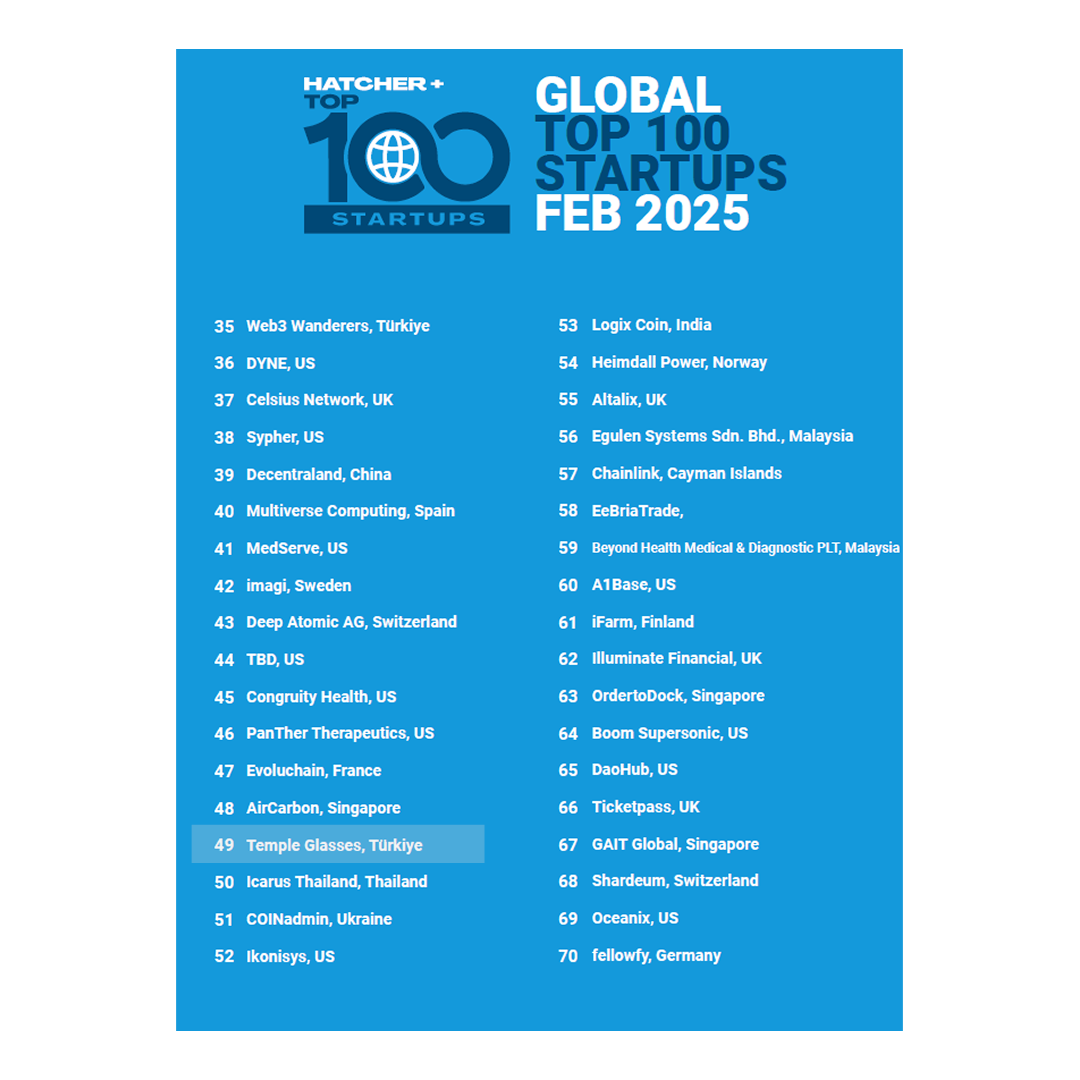 HATCHER +
TOP
100
STARTUPS
GLOBAL
TOP 100
STARTUPS
FEB 2025
35 Web3 Wanderers, Türkiye
36 DYNE, US
37 Celsius Network, UK
38 Sypher, US
39 Decentraland, China
40 Multiverse Computing, Spain
41 MedServe, US
42 imagi, Sweden
43 Deep Atomic AG, Switzerland
44 TBD, US
45 Congruity Health, US
46 PanTher Therapeutics, US
47 Evoluchain, France
48 AirCarbon, Singapore
49 Temple Glasses, Türkiye
50 Icarus Thailand, Thailand
51 COINadmin, Ukraine
52 Ikonisys, US
53 Logix Coin, India
54 Heimdall Power, Norway
55 Altalix, UK
56 Egulen Systems Sdn. Bhd., Malaysia
57 Chainlink, Cayman Islands
58 EeBriaTrade,
59 Beyond Health Medical & Diagnostic PLT, Malaysia
60 A1Base, US
61 iFarm, Finland
62 Illuminate Financial, UK
63 OrdertoDock, Singapore
64 Boom Supersonic, US
65 DaoHub, US
66 Ticketpass, UK
67 GAIT Global, Singapore
68 Shardeum, Switzerland
69 Oceanix, US
70 fellowfy, Germany